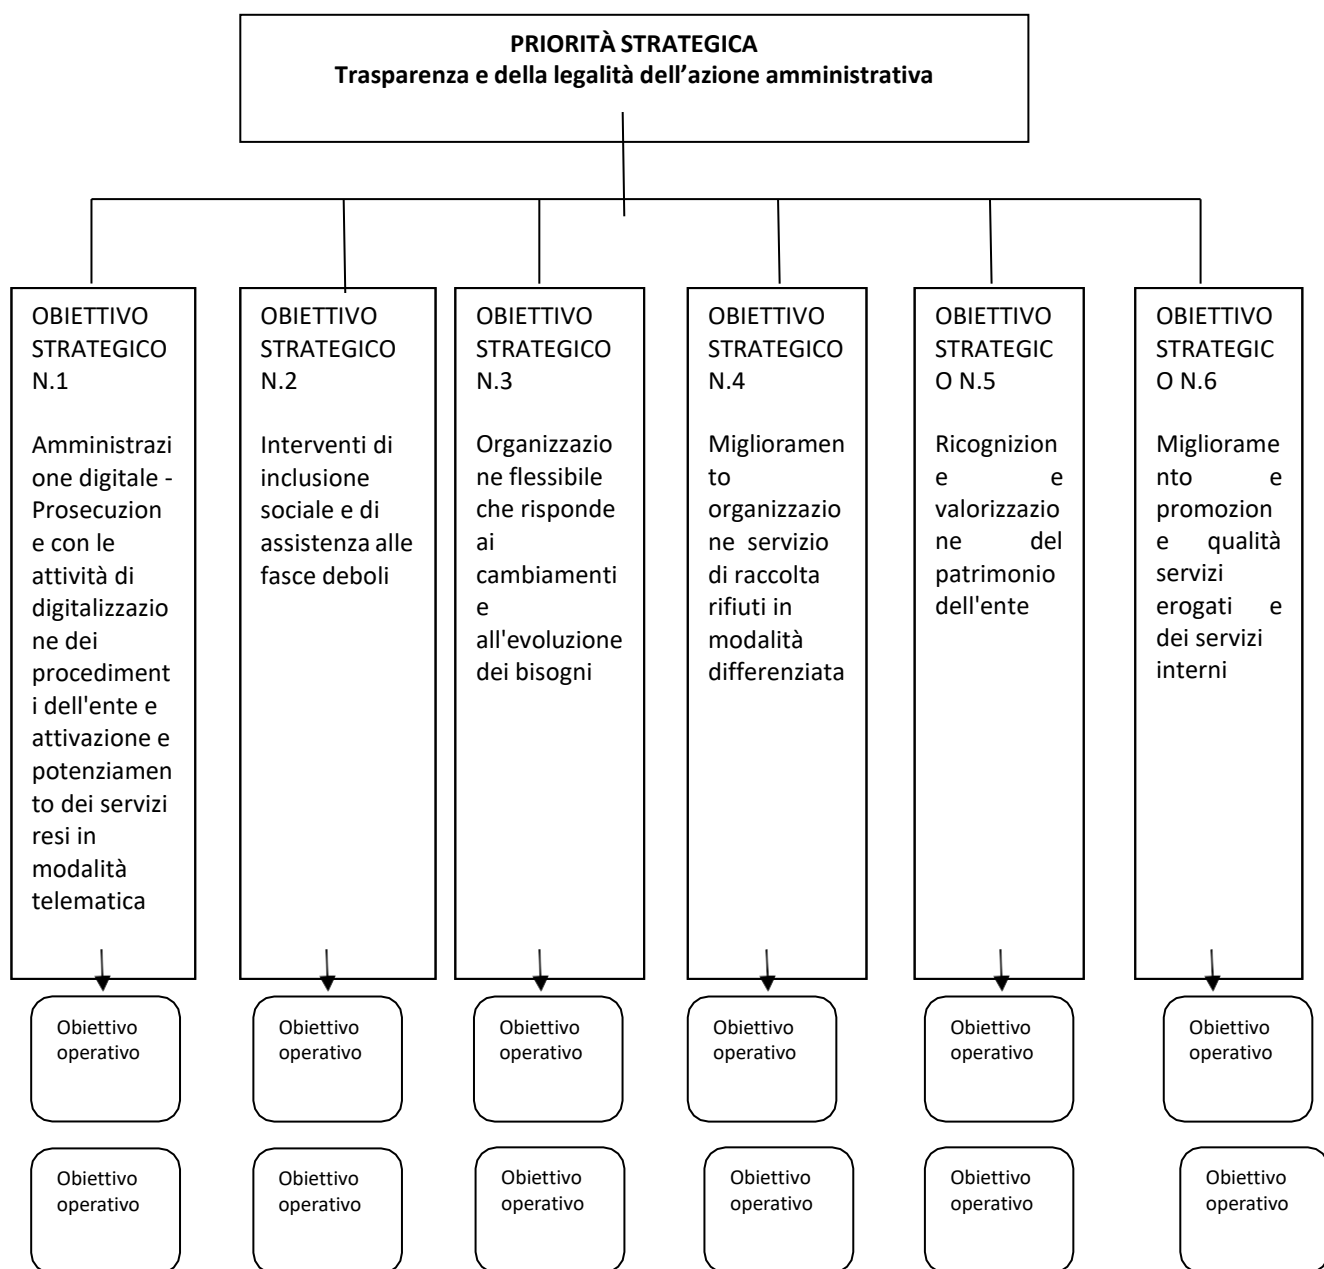 PRIORITÀ STRATEGICA
Trasparenza e della legalità dell’azione amministrativa
OBIETTIVO
STRATEGICO
N.1
Amministrazi
one digitale -
Prosecuzion
e con le
attività di
digitalizzazio
ne dei
procediment
i dell'ente e
attivazione e
potenziamen
to dei servizi
resi in
modalità
telematica
OBIETTIVO
STRATEGICO
N.2
Interventi di
inclusione
sociale e di
assistenza alle
fasce deboli
OBIETTIVO
STRATEGICO
N.3
Organizzazio
ne flessibile
che risponde
ai
cambiamenti
e
all'evoluzione
dei bisogni
OBIETTIVO
STRATEGICO
N.4
Miglioramen
to
organizzazio
ne servizio
di raccolta
rifiuti in
modalità
differenziata
OBIETTIVO
STRATEGIC
O N.5
Ricognizion
e e
valorizzazio
ne del
patrimonio
dell'ente
OBIETTIVO
STRATEGIC
O N.6
Migliorame
nto e
promozion
e qualità
servizi
erogati e
dei servizi
interni
Obiettivo
operativo
Obiettivo
operativo
Obiettivo
operativo
Obiettivo
operativo
Obiettivo
operativo
Obiettivo
operativo
Obiettivo
operativo
Obiettivo
operativo
Obiettivo
operativo
Obiettivo
operativo
Obiettivo
operativo
Obiettivo
operativo